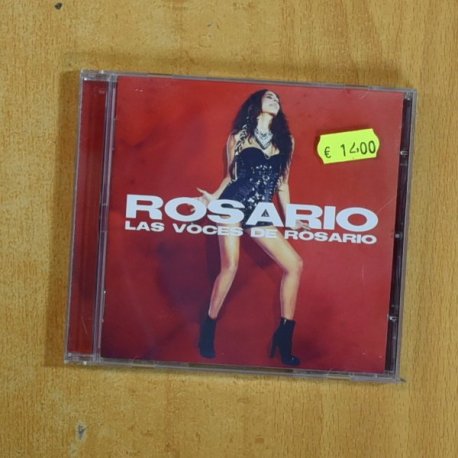 € 14.00
ROSARIO
LAS VOCES DE ROSARIO